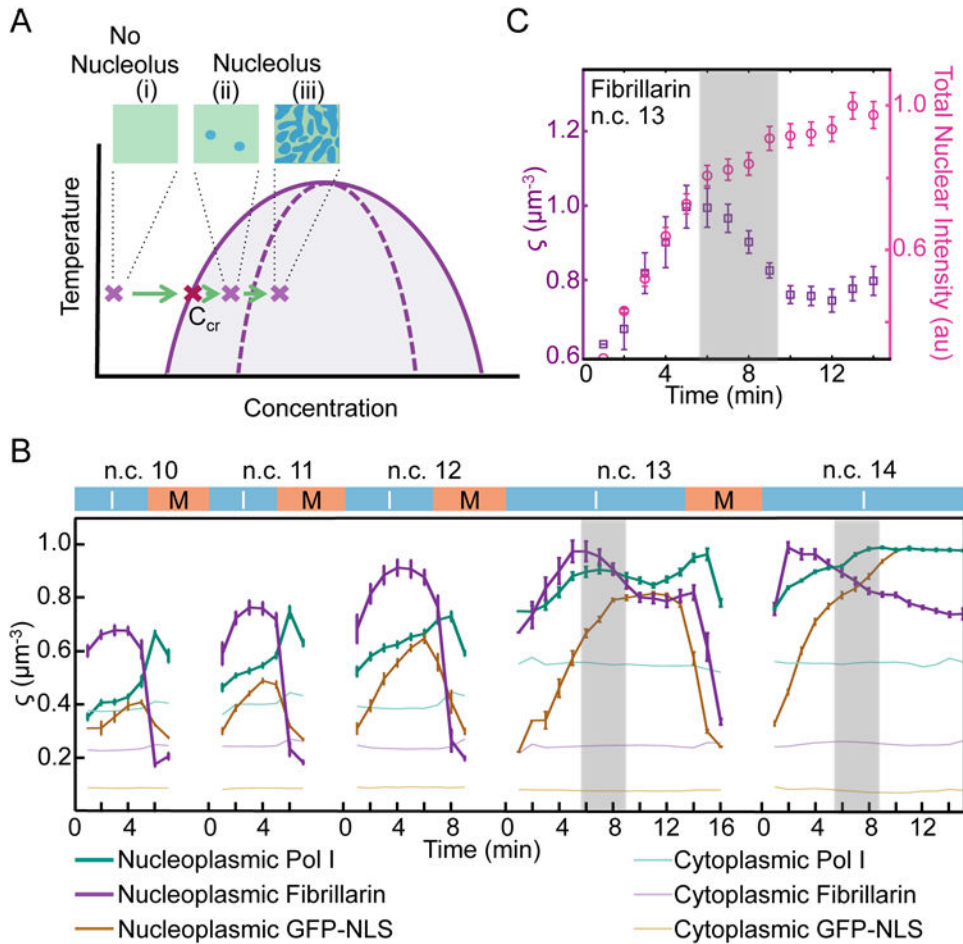 A
No
Nucleolus
(i)
Nucleolus
(ii)
(iii)
Temperature
C_cr
Concentration
C
Fibrillarin
n.c. 13
ς (μm⁻³)
1.2
1.0
0.8
0.6
0
4
8
12
Time (min)
1.0
0.6
Total Nuclear Intensity (au)
B
n.c. 10
n.c. 11
n.c. 12
n.c. 13
n.c. 14
M
M
M
M
ς (μm⁻³)
1.0
0.8
0.6
0.4
0.2
0 4 0 4 0 4 8 0 4 8 12 16 0 4 8 12
Time (min)
Nucleoplasmic Pol I
Nucleoplasmic Fibrillarin
Nucleoplasmic GFP-NLS
Cytoplasmic Pol I
Cytoplasmic Fibrillarin
Cytoplasmic GFP-NLS